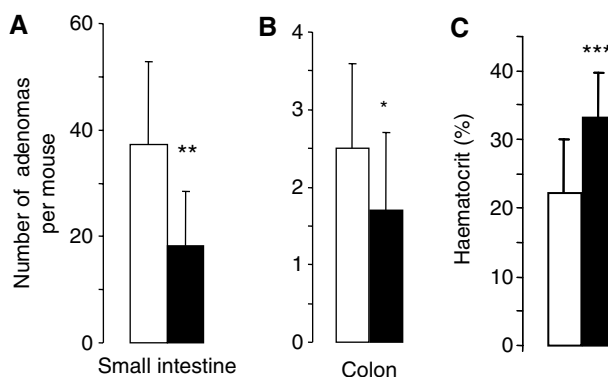 A
Number of adenomas
per mouse
60
40
20
0
**
Small intestine
B
4
3
2
1
0
*
Colon
C
Haematocrit (%)
40
30
20
10
0
***